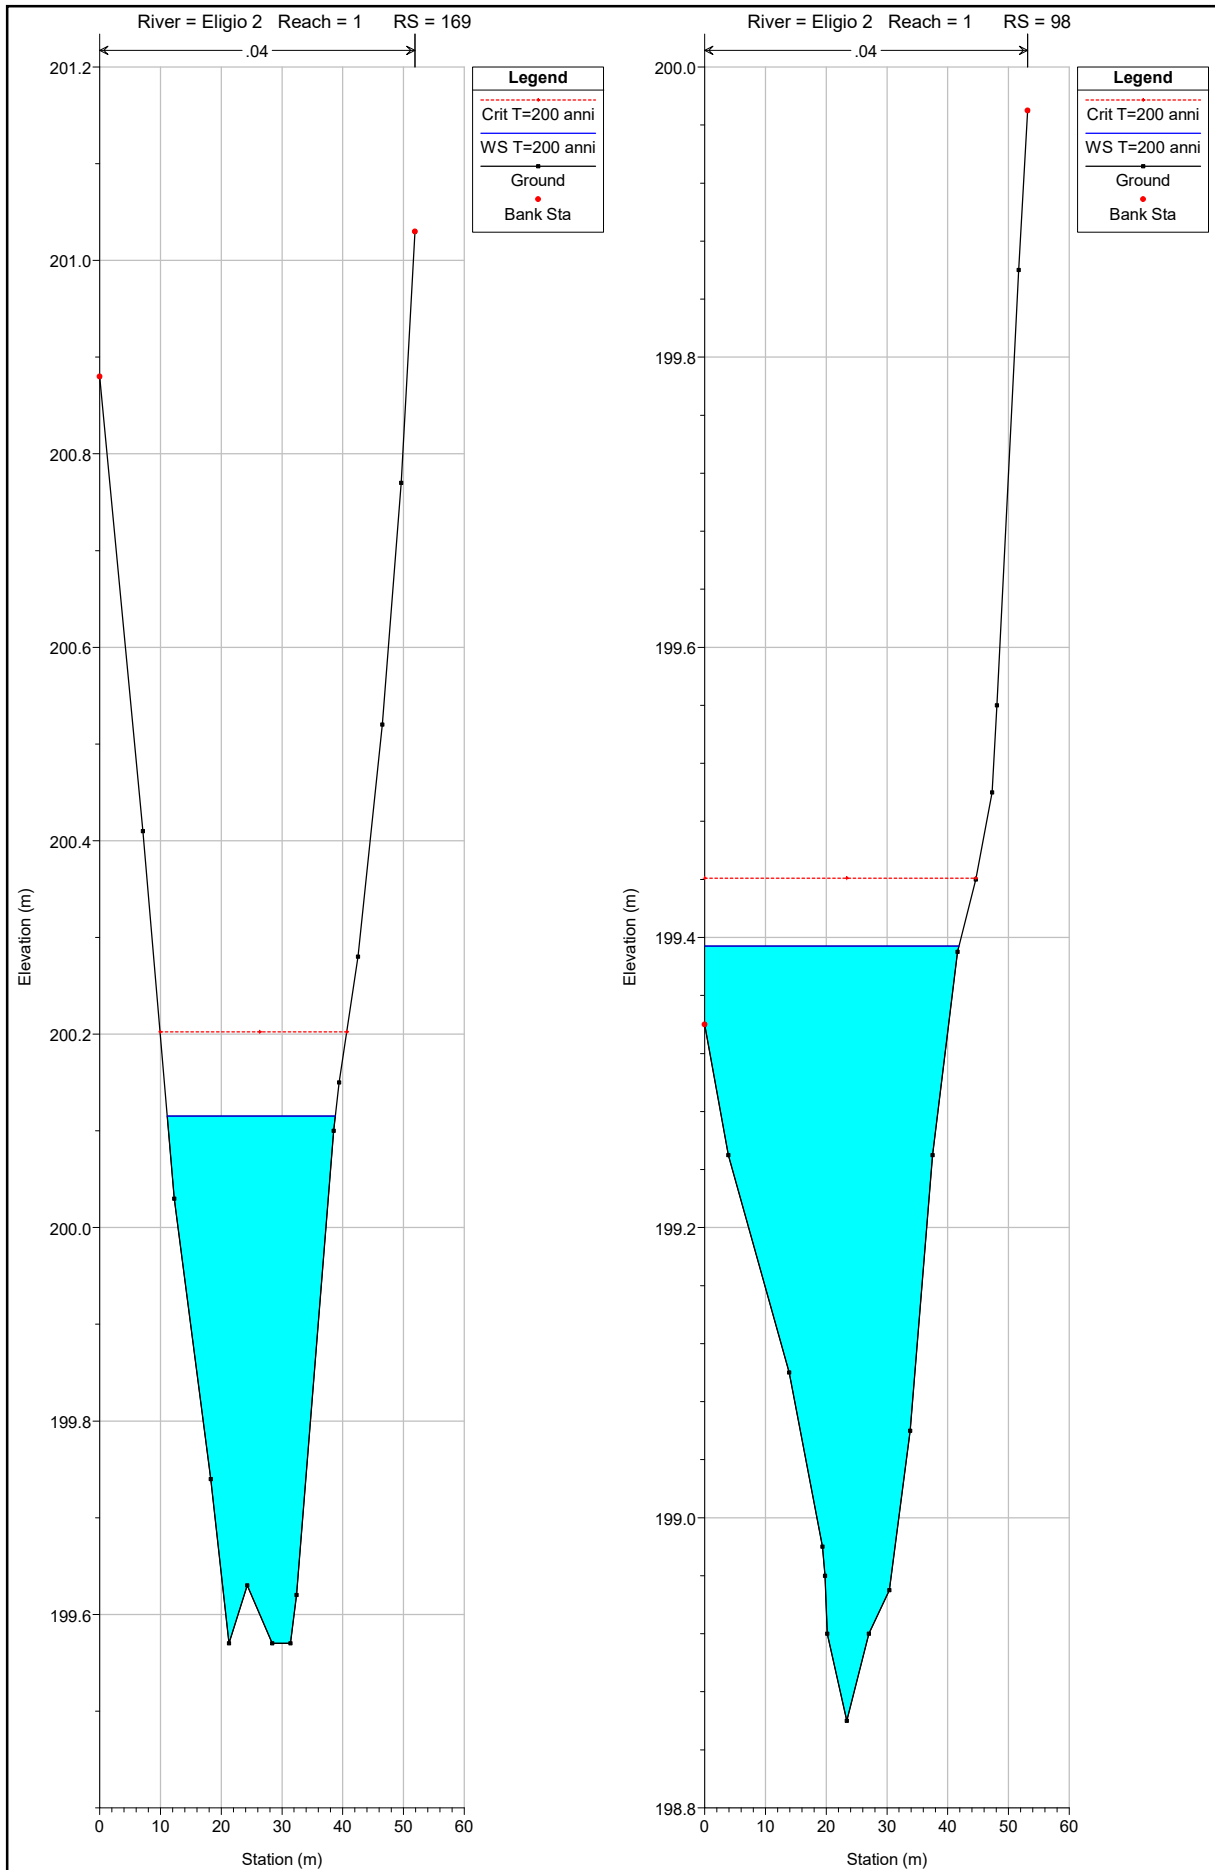 River = Eligio 2 Reach = 1 RS = 169
.04
201.2
201.0
200.8
200.6
200.4
200.2
200.0
199.8
199.6
Elevation (m)
0 10 20 30 40 50 60
Station (m)
Legend
Crit T=200 anni
WS T=200 anni
Ground
Bank Sta
River = Eligio 2 Reach = 1 RS = 98
.04
200.0
199.8
199.6
199.4
199.2
199.0
198.8
Elevation (m)
0 10 20 30 40 50 60
Station (m)
Legend
Crit T=200 anni
WS T=200 anni
Ground
Bank Sta